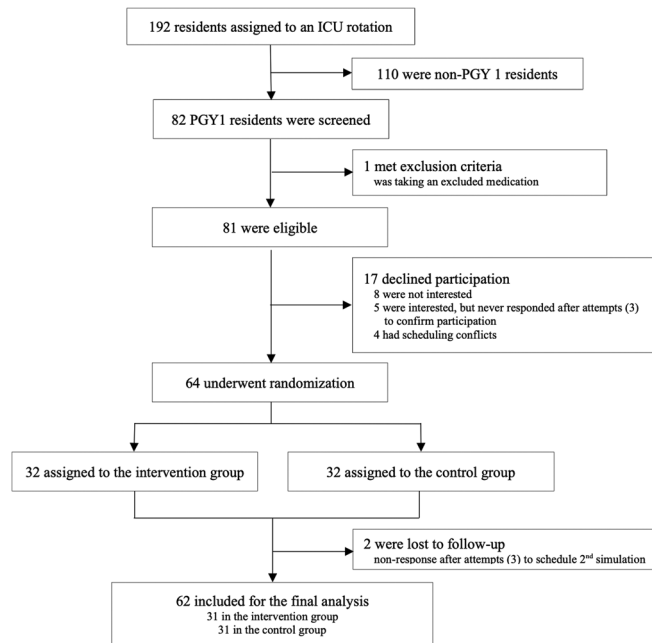 192 residents assigned to an ICU rotation
110 were non-PGY 1 residents
82 PGY1 residents were screened
1 met exclusion criteria
was taking an excluded medication
81 were eligible
17 declined participation
8 were not interested
5 were interested, but never responded after attempts (3)
to confirm participation
4 had scheduling conflicts
64 underwent randomization
32 assigned to the intervention group
32 assigned to the control group
2 were lost to follow-up
non-response after attempts (3) to schedule 2nd simulation
62 included for the final analysis
31 in the intervention group
31 in the control group